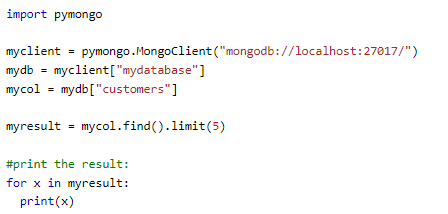 import pymongo

myclient = pymongo.MongoClient("mongodb://localhost:27017/")
mydb = myclient["mydatabase"]
mycol = mydb["customers"]

myresult = mycol.find().limit(5)

#print the result:
for x in myresult:
  print(x)